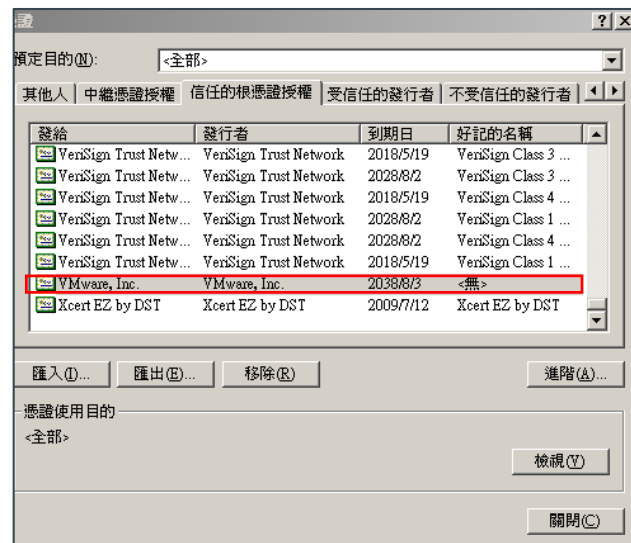 證
預定目的(N): <全部>
其他人 中繼憑證授權 信任的根憑證授權 受信任的發行者 不受信任的發行者
發給 發行者 到期日 好記的名稱
VeriSign Trust Netw... VeriSign Trust Network 2018/5/19 VeriSign Class 3 ...
VeriSign Trust Netw... VeriSign Trust Network 2028/8/2 VeriSign Class 3 ...
VeriSign Trust Netw... VeriSign Trust Network 2018/5/19 VeriSign Class 4 ...
VeriSign Trust Netw... VeriSign Trust Network 2028/8/2 VeriSign Class 1 ...
VeriSign Trust Netw... VeriSign Trust Network 2028/8/2 VeriSign Class 4 ...
VeriSign Trust Netw... VeriSign Trust Network 2018/5/19 VeriSign Class 1 ...
VMware, Inc. VMware, Inc. 2038/8/3 <無>
Xcert EZ by DST Xcert EZ by DST 2009/7/12 Xcert EZ by DST
匯入(I)... 匯出(E)... 移除(R) 進階(A)...
憑證使用目的
<全部>
檢視(V)
關閉(C)